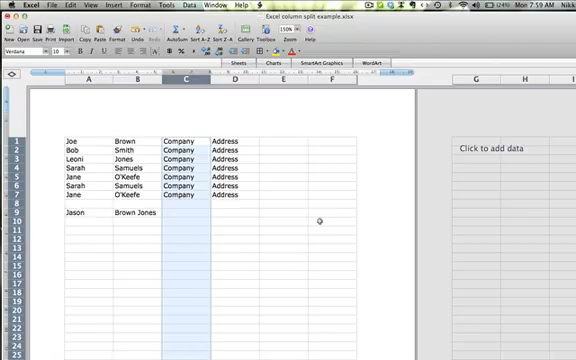 Excel File Edit View Insert Format Tools Data Window Help (24%) Mon 7:59 AM Nikki
Excel column split example.xlsx
New Open Save Print Import Copy Paste Format Undo Redo AutoSum Sort A-Z Sort Z-A Gallery Toolbox Zoom Help
150%
Verdana 10 B I U
Sheets Charts SmartArt Graphics WordArt
A B C D E F G H I
1 Joe Brown Company Address
2 Bob Smith Company Address
3 Leoni Jones Company Address
4 Sarah Samuels Company Address
5 Jane O'Keefe Company Address
6 Sarah Samuels Company Address
7 Jane O'Keefe Company Address
8
9 Jason Brown Jones
10
11
12
13
14
15
16
17
18
19
20
21
22
23
24
25
Click to add data